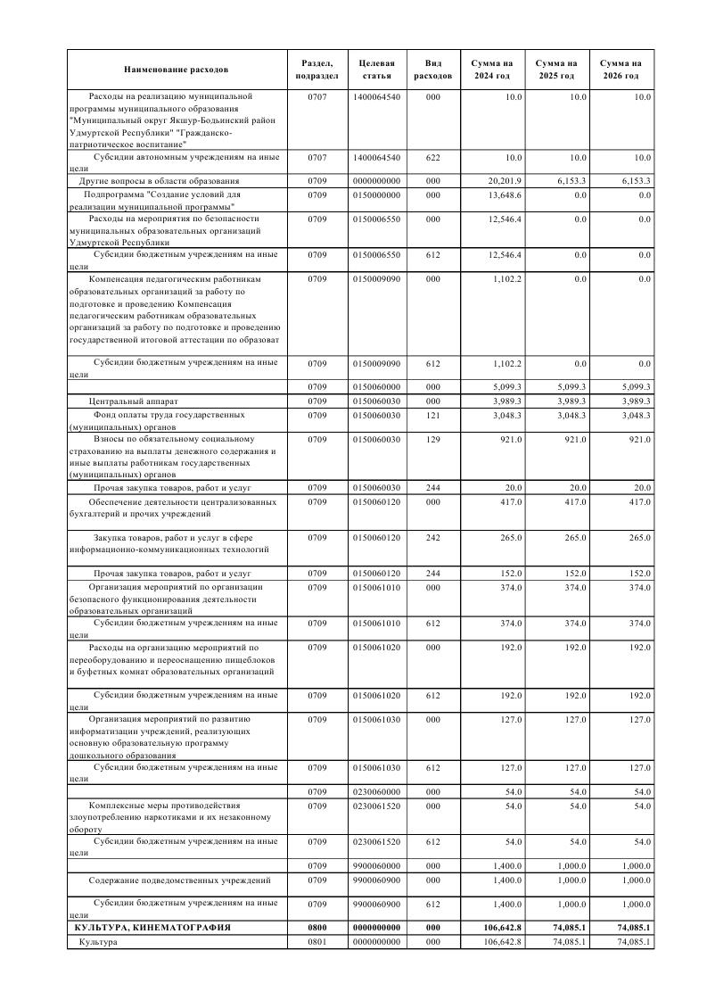 Наименование расходов Раздел, подраздел Целевая статья Вид расходов Сумма на 2024 год Сумма на 2025 год Сумма на 2026 год
Расходы на реализацию муниципальной 0707 1400064540 000 10.0 10.0 10.0
программы муниципального образования
"Муниципальный округ Якшур-Бодьинский район
Удмуртской Республики" "Гражданско-
патриотическое воспитание"
Субсидии автономным учреждениям на иные 0707 1400064540 622 10.0 10.0 10.0
цели
Другие вопросы в области образования 0709 0000000000 000 20,201.9 6,153.3 6,153.3
Подпрограмма "Создание условий для 0709 0150000000 000 13,648.6 0.0 0.0
реализации муниципальной программы"
Расходы на мероприятия по безопасности 0709 0150006550 000 12,546.4 0.0 0.0
муниципальных образовательных организаций
Удмуртской Республики
Субсидии бюджетным учреждениям на иные 0709 0150006550 612 12,546.4 0.0 0.0
цели
Компенсация педагогическим работникам 0709 0150009090 000 1,102.2 0.0 0.0
образовательных организаций за работу по
подготовке и проведению Компенсация
педагогическим работникам образовательных
организаций за работу по подготовке и проведению
государственной итоговой аттестации по образоват
Субсидии бюджетным учреждениям на иные 0709 0150009090 612 1,102.2 0.0 0.0
цели
0709 0150060000 000 5,099.3 5,099.3 5,099.3
Центральный аппарат 0709 0150060030 000 3,989.3 3,989.3 3,989.3
Фонд оплаты труда государственных 0709 0150060030 121 3,048.3 3,048.3 3,048.3
(муниципальных) органов
Взносы по обязательному социальному 0709 0150060030 129 921.0 921.0 921.0
страхованию на выплаты денежного содержания и
иные выплаты работникам государственных
(муниципальных) органов
Прочая закупка товаров, работ и услуг 0709 0150060030 244 20.0 20.0 20.0
Обеспечение деятельности централизованных 0709 0150060120 000 417.0 417.0 417.0
бухгалтерий и прочих учреждений
Закупка товаров, работ и услуг в сфере 0709 0150060120 242 265.0 265.0 265.0
информационно-коммуникационных технологий
Прочая закупка товаров, работ и услуг 0709 0150060120 244 152.0 152.0 152.0
Организация мероприятий по организации 0709 0150061010 000 374.0 374.0 374.0
безопасного функционирования деятельности
образовательных организаций
Субсидии бюджетным учреждениям на иные 0709 0150061010 612 374.0 374.0 374.0
цели
Расходы на организацию мероприятий по 0709 0150061020 000 192.0 192.0 192.0
переоборудованию и переоснащению пищеблоков
и буфетных комнат образовательных организаций
Субсидии бюджетным учреждениям на иные 0709 0150061020 612 192.0 192.0 192.0
цели
Организация мероприятий по развитию 0709 0150061030 000 127.0 127.0 127.0
информатизации учреждений, реализующих
основную образовательную программу
дошкольного образования
Субсидии бюджетным учреждениям на иные 0709 0150061030 612 127.0 127.0 127.0
цели
0709 0230060000 000 54.0 54.0 54.0
Комплексные меры противодействия 0709 0230061520 000 54.0 54.0 54.0
злоупотреблению наркотиками и их незаконному
обороту
Субсидии бюджетным учреждениям на иные 0709 0230061520 612 54.0 54.0 54.0
цели
0709 9900060000 000 1,400.0 1,000.0 1,000.0
Содержание подведомственных учреждений 0709 9900060900 000 1,400.0 1,000.0 1,000.0
Субсидии бюджетным учреждениям на иные 0709 9900060900 612 1,400.0 1,000.0 1,000.0
цели
КУЛЬТУРА, КИНЕМАТОГРАФИЯ 0800 0000000000 000 106,642.8 74,085.1 74,085.1
Культура 0801 0000000000 000 106,642.8 74,085.1 74,085.1